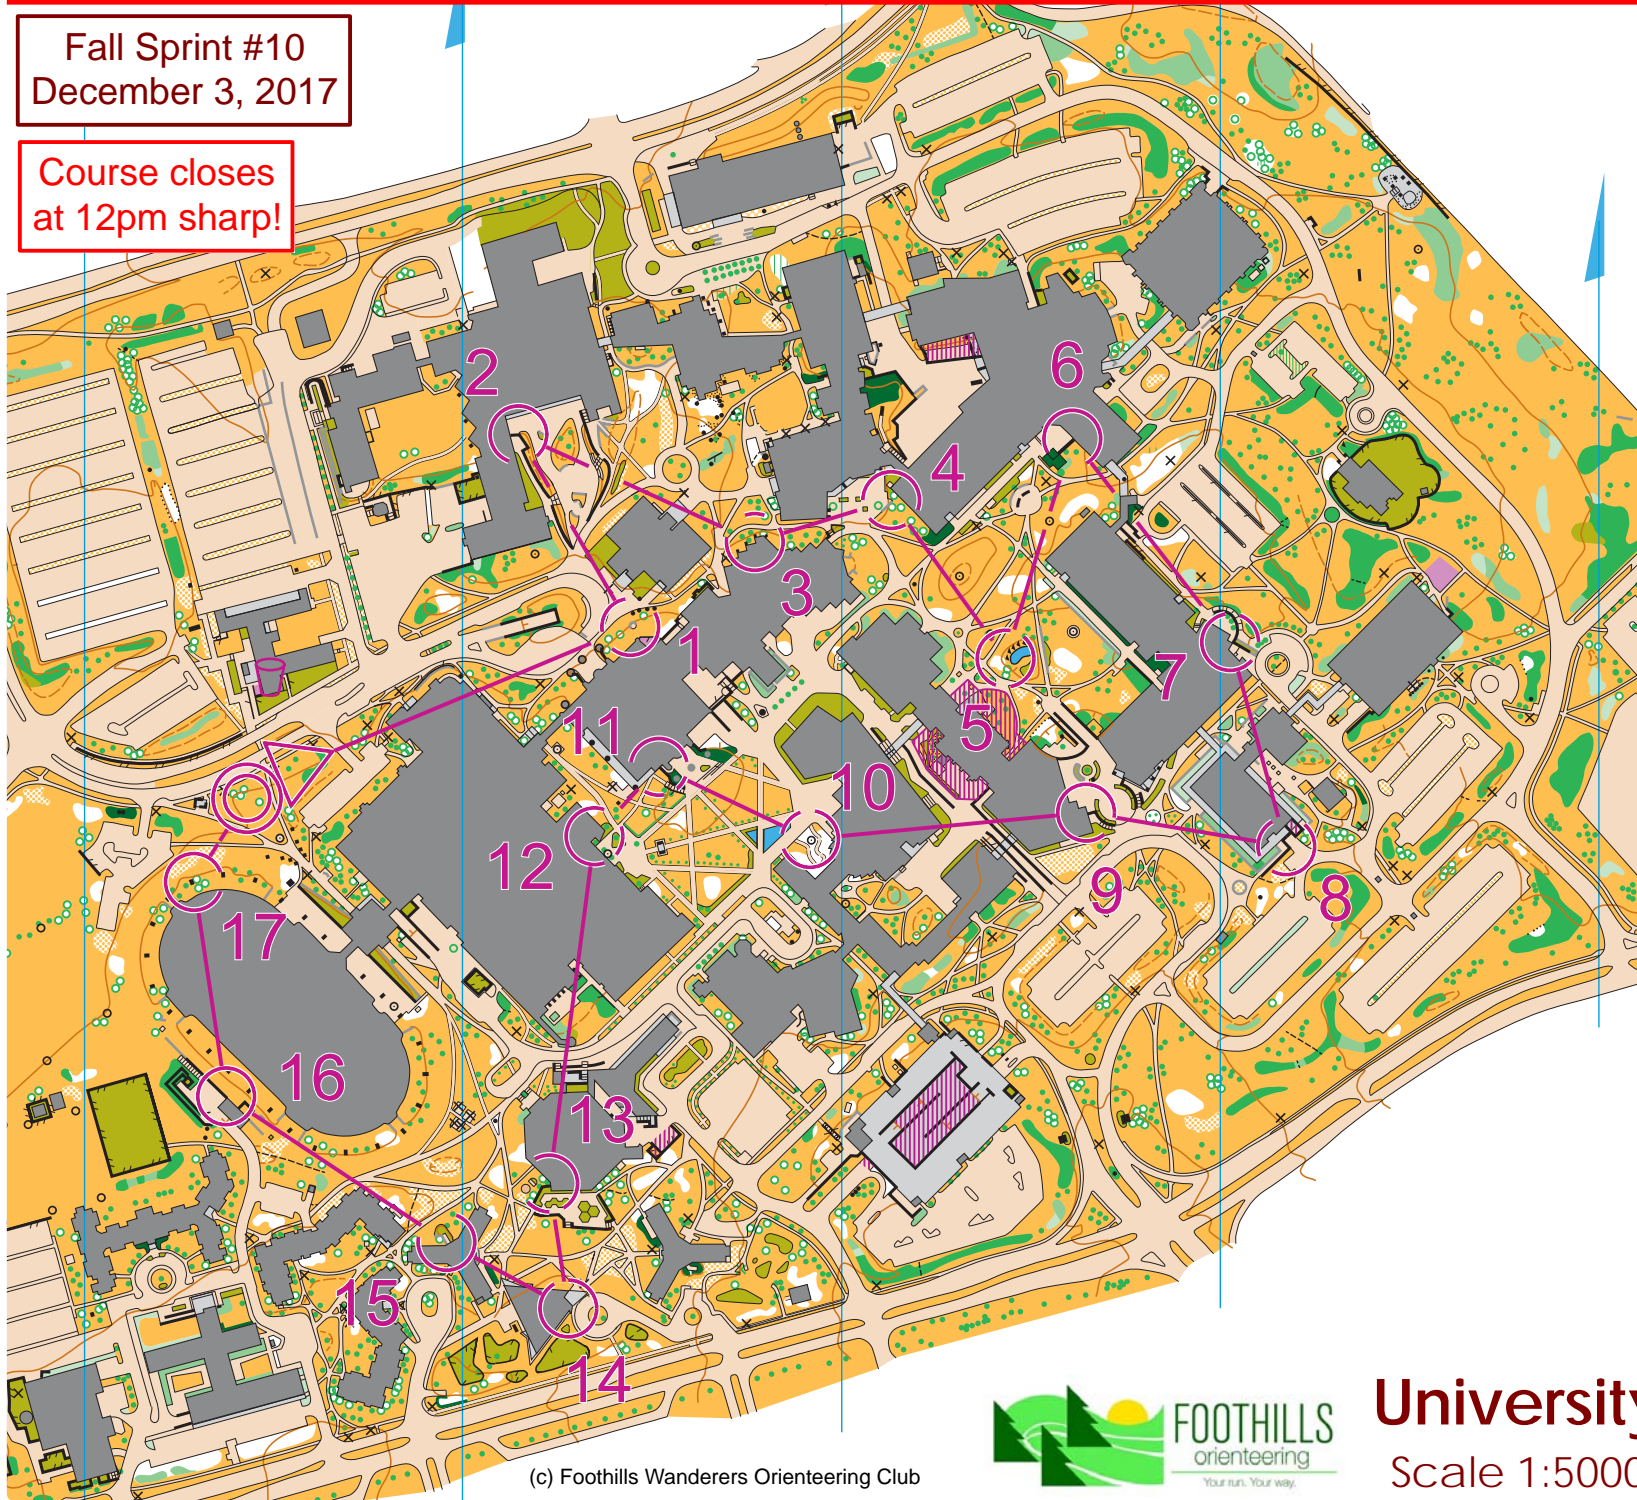 Fall Sprint #10
December 3, 2017
Course closes
at 12pm sharp!
2
6
4
3
1
7
11
5
10
12
9
8
17
16
13
15
14
(c) Foothills Wanderers Orienteering Club
FOOTHILLS
orienteering
Your run. Your way.
University
Scale 1:5000